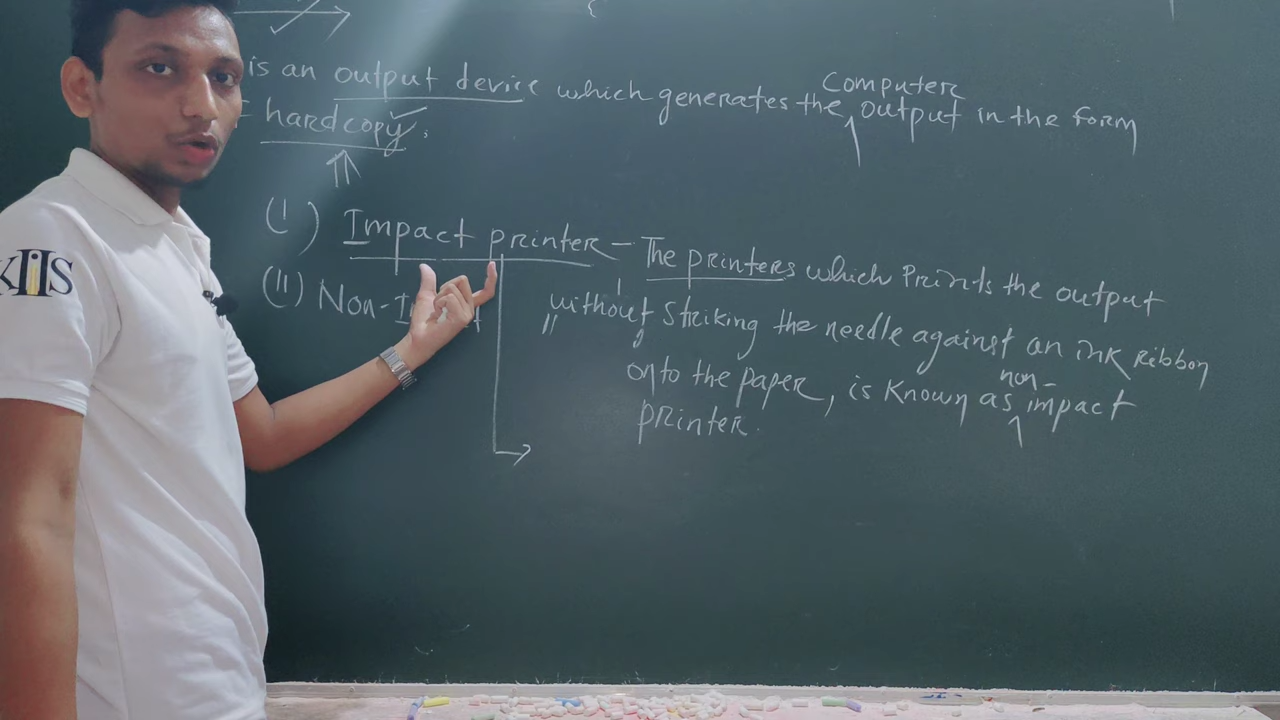 is an output device which generates the computer output in the form
hardcopy.
(I) Impact printer - The printers which Prints the output
(II) Non-
without striking the needle against an ink Ribbon
onto the paper, is known as non-impact
printer.
KIIS